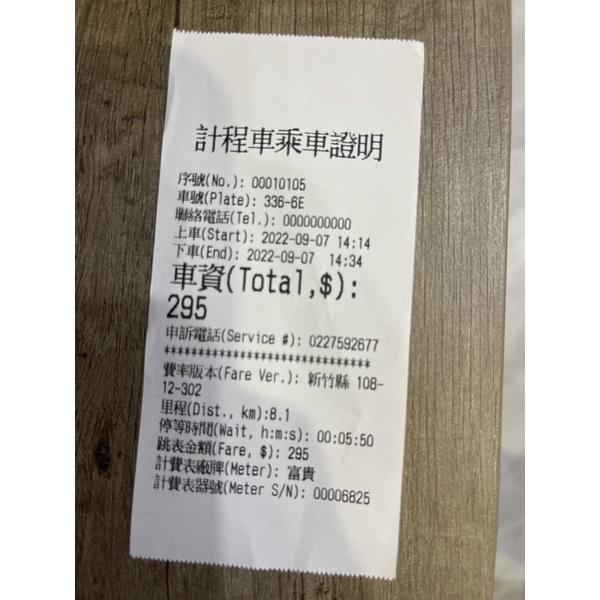 計程車乘車證明
序號(No.): 00010105
車號(Plate): 336-6E
聯絡電話(Tel.): 0000000000
上車(Start): 2022-09-07 14:14
下車(End): 2022-09-07 14:34
車資(Total,$):
295
申訴電話(Service #): 0227592677
******************************
費率版本(Fare Ver.): 新竹縣 108-
12-302
里程(Dist., km):8.1
停等時間(Wait, h:m:s): 00:05:50
跳表金額(Fare, $): 295
計費表廠牌(Meter): 富貴
計費表器號(Meter S/N): 00006825